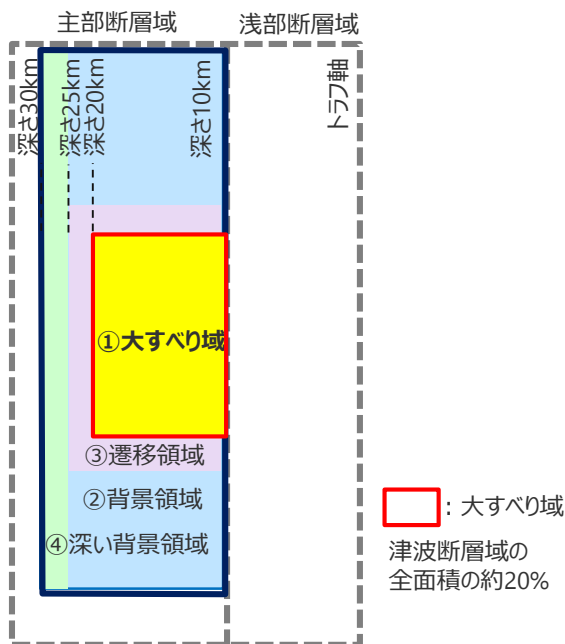 主部断層域
浅部断層域
深さ30km
深さ25km
深さ20km
深さ10km
トラフ軸
①大すべり域
③遷移領域
②背景領域
④深い背景領域
：大すべり域
津波断層域の
全面積の約20%